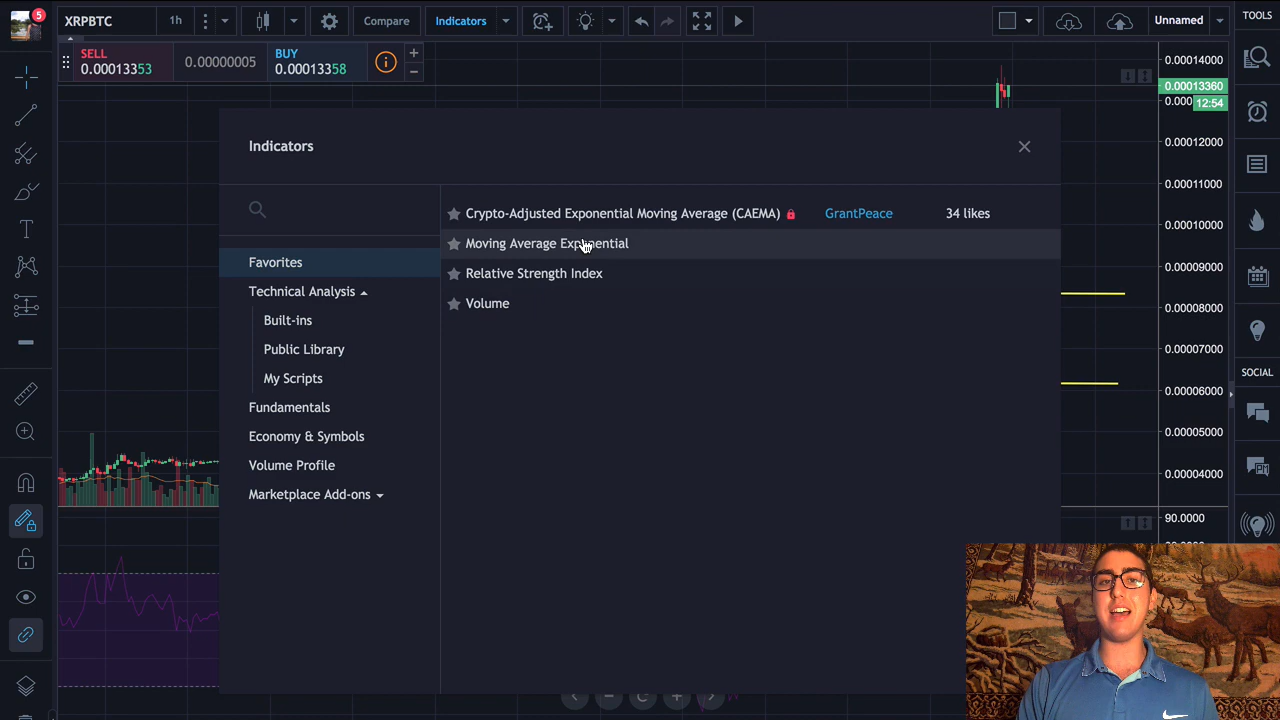 5
XRPBTC
1h
Compare
Indicators
Unnamed
TOOLS
SELL
0.00013353
0.00000005
BUY
0.00013358
0.00014000
0.00013360
12:54
0.000
0.00012000
0.00011000
0.00010000
0.00009000
0.00008000
0.00007000
0.00006000
0.00005000
0.00004000
90.0000
SOCIAL
Indicators
Favorites
Technical Analysis
Built-ins
Public Library
My Scripts
Fundamentals
Economy & Symbols
Volume Profile
Marketplace Add-ons
Crypto-Adjusted Exponential Moving Average (CAEMA)
GrantPeace
34 likes
Moving Average Exponential
Relative Strength Index
Volume